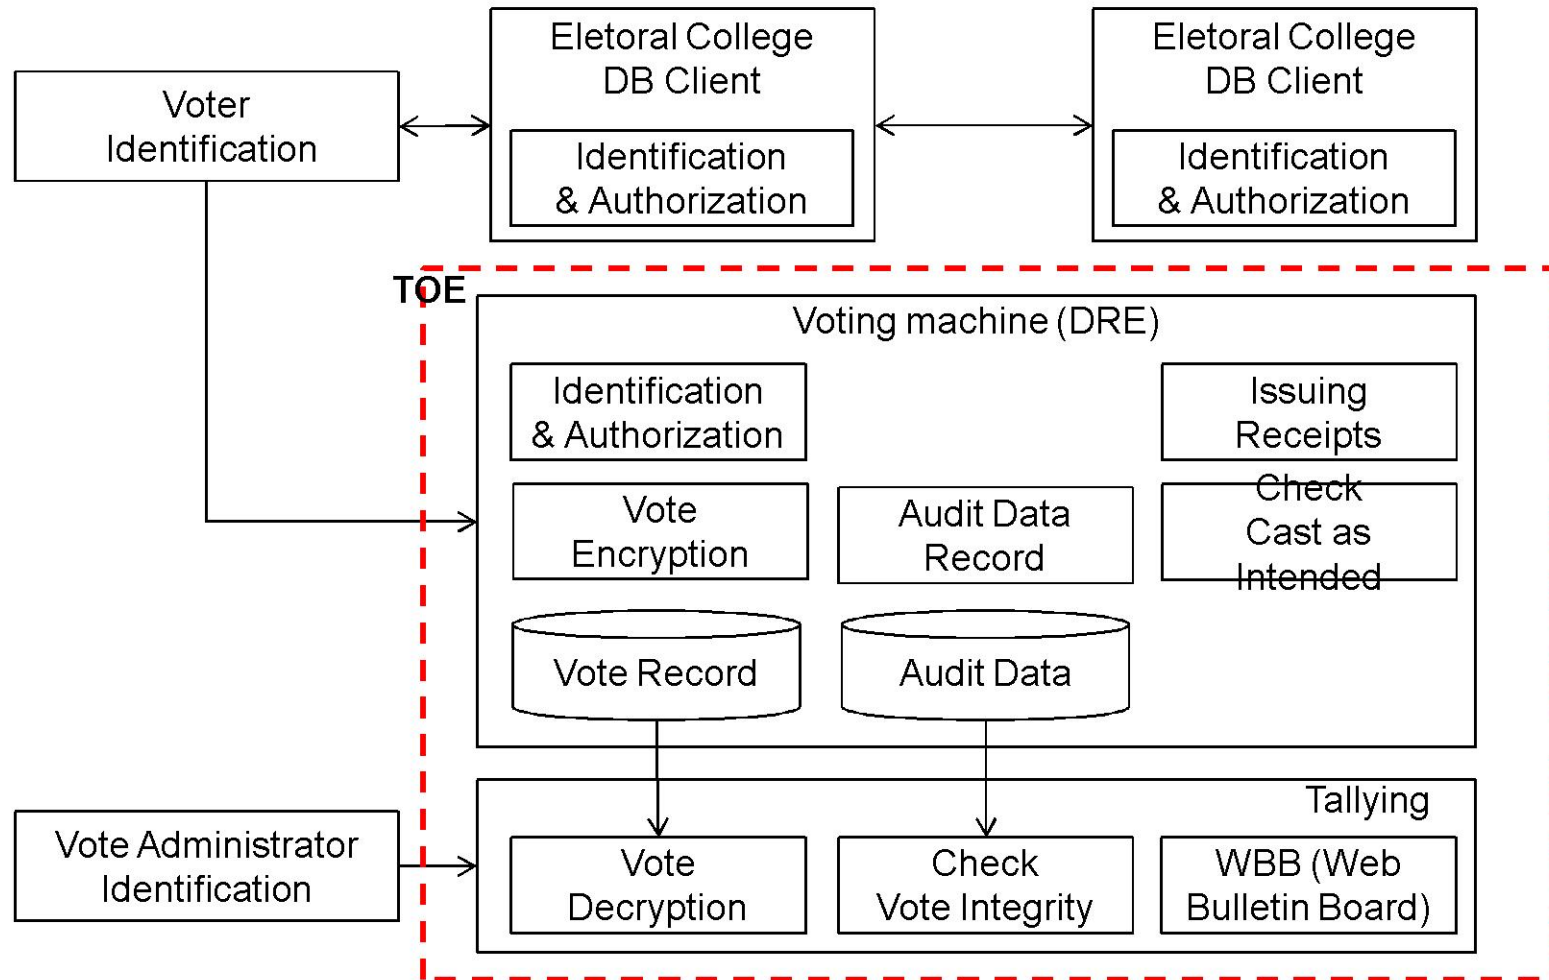 Eletoral College
DB Client
Eletoral College
DB Client
Voter
Identification
Identification
& Authorization
Identification
& Authorization
TOE
Voting machine (DRE)
Identification
& Authorization
Issuing
Receipts
Vote
Encryption
Audit Data
Record
Check
Cast as
Intended
Vote Record
Audit Data
Tallying
Vote Administrator
Identification
Vote
Decryption
Check
Vote Integrity
WBB (Web
Bulletin Board)